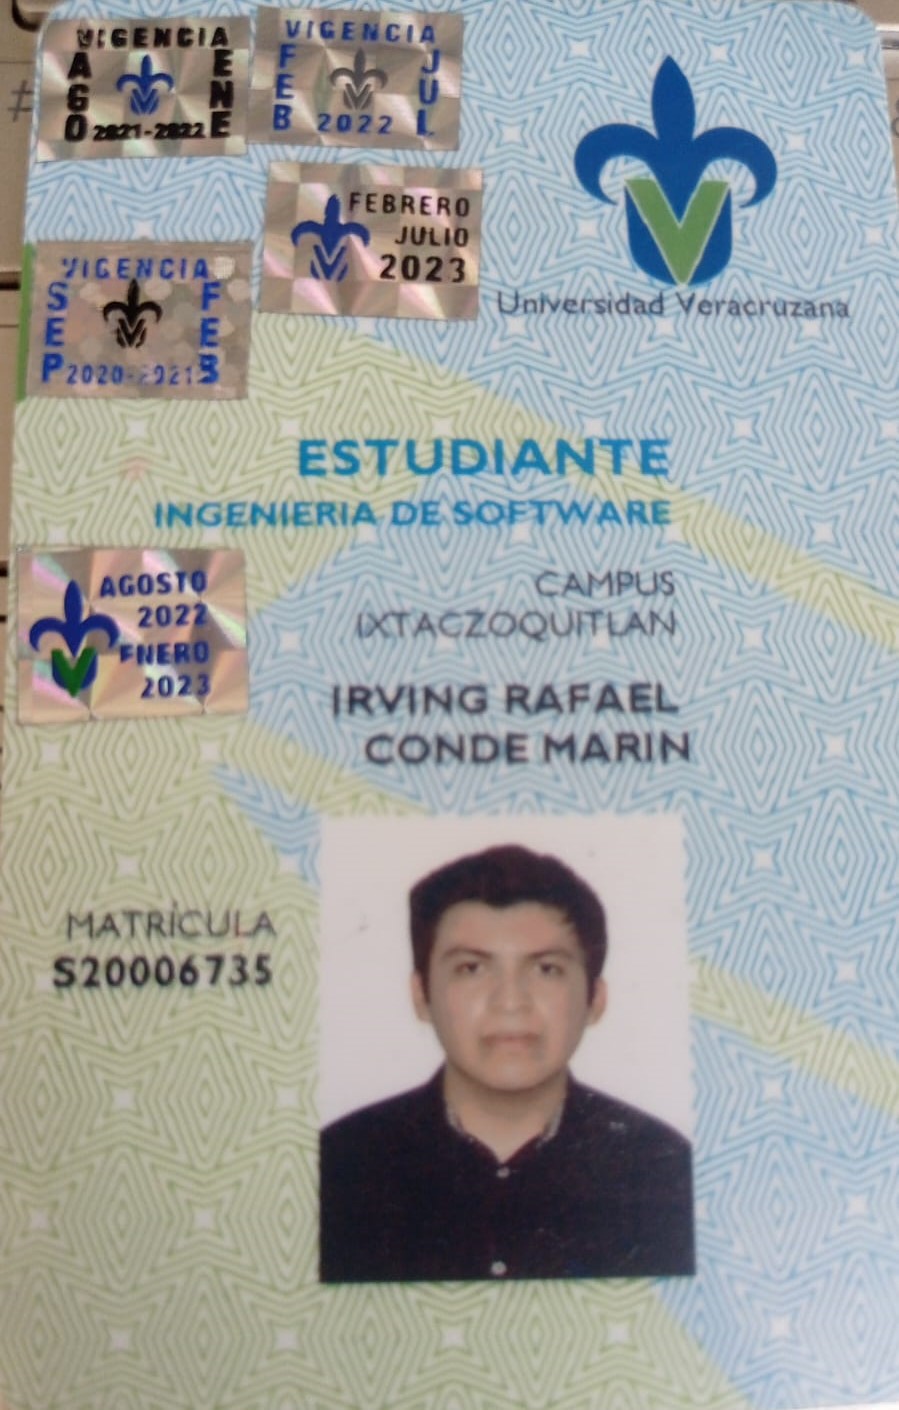 VIGENCIA
AGO
ENE
2021-2022
VIGENCIA
FEB
JUL
2022
FEBRERO
JULIO
2023
Universidad Veracruzana
VIGENCIA
SEP
FEB
2020-2021
ESTUDIANTE
INGENIERIA DE SOFTWARE
CAMPUS
IXTACZOQUITLAN
AGOSTO
2022
ENERO
2023
IRVING RAFAEL
CONDE MARIN
MATRÍCULA
S20006735